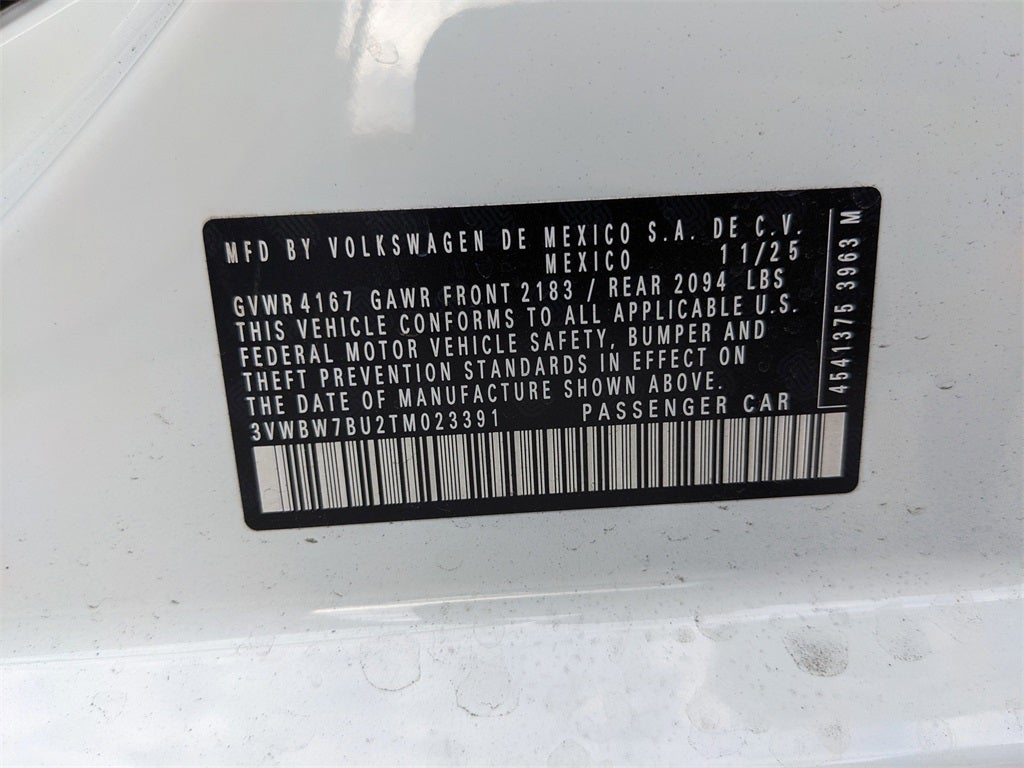 MFD BY VOLKSWAGEN DE MEXICO S.A. DE C.V.
MEXICO 11/25
GVWR 4167 GAWR FRONT 2183 / REAR 2094 LBS
THIS VEHICLE CONFORMS TO ALL APPLICABLE U.S.
FEDERAL MOTOR VEHICLE SAFETY, BUMPER AND
THEFT PREVENTION STANDARDS IN EFFECT ON
THE DATE OF MANUFACTURE SHOWN ABOVE.
3VWBW7BU2TM023391 PASSENGER CAR
4541375 3963 M